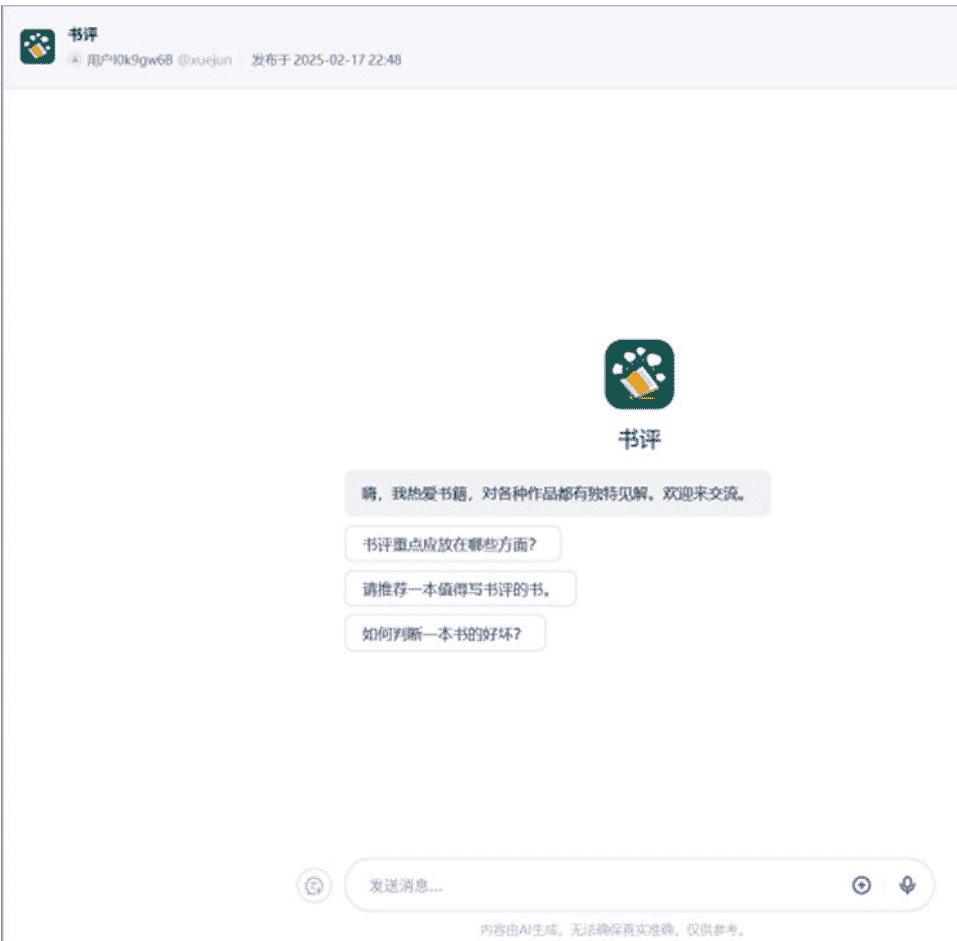 书评
用户l0k9gw6B @xuejun 发布于 2025-02-17 22:48
书评
嗨，我热爱书籍，对各种作品都有独特见解。欢迎来交流。
书评重点应放在哪些方面？
请推荐一本值得写书评的书。
如何判断一本书的好坏？
发送消息...
内容由AI生成，无法确保真实准确，仅供参考。